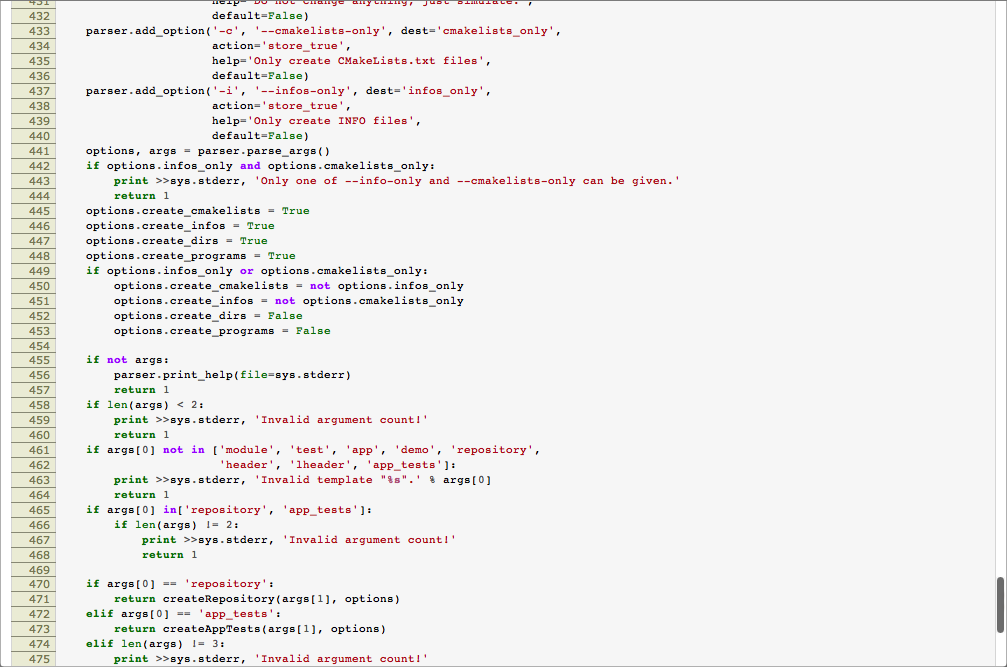 431                      help='Do not change anything, just simulate.',
432                      default=False)
433    parser.add_option('-c', '--cmakelists-only', dest='cmakelists_only',
434                      action='store_true',
435                      help='Only create CMakeLists.txt files',
436                      default=False)
437    parser.add_option('-i', '--infos-only', dest='infos_only',
438                      action='store_true',
439                      help='Only create INFO files',
440                      default=False)
441    options, args = parser.parse_args()
442    if options.infos_only and options.cmakelists_only:
443        print >>sys.stderr, 'Only one of --info-only and --cmakelists-only can be given.'
444        return 1
445    options.create_cmakelists = True
446    options.create_infos = True
447    options.create_dirs = True
448    options.create_programs = True
449    if options.infos_only or options.cmakelists_only:
450        options.create_cmakelists = not options.infos_only
451        options.create_infos = not options.cmakelists_only
452        options.create_dirs = False
453        options.create_programs = False
454
455    if not args:
456        parser.print_help(file=sys.stderr)
457        return 1
458    if len(args) < 2:
459        print >>sys.stderr, 'Invalid argument count!'
460        return 1
461    if args[0] not in ['module', 'test', 'app', 'demo', 'repository',
462                       'header', 'lheader', 'app_tests']:
463        print >>sys.stderr, 'Invalid template "%s".' % args[0]
464        return 1
465    if args[0] in['repository', 'app_tests']:
466        if len(args) != 2:
467            print >>sys.stderr, 'Invalid argument count!'
468            return 1
469
470    if args[0] == 'repository':
471        return createRepository(args[1], options)
472    elif args[0] == 'app_tests':
473        return createAppTests(args[1], options)
474    elif len(args) != 3:
475        print >>sys.stderr, 'Invalid argument count!'